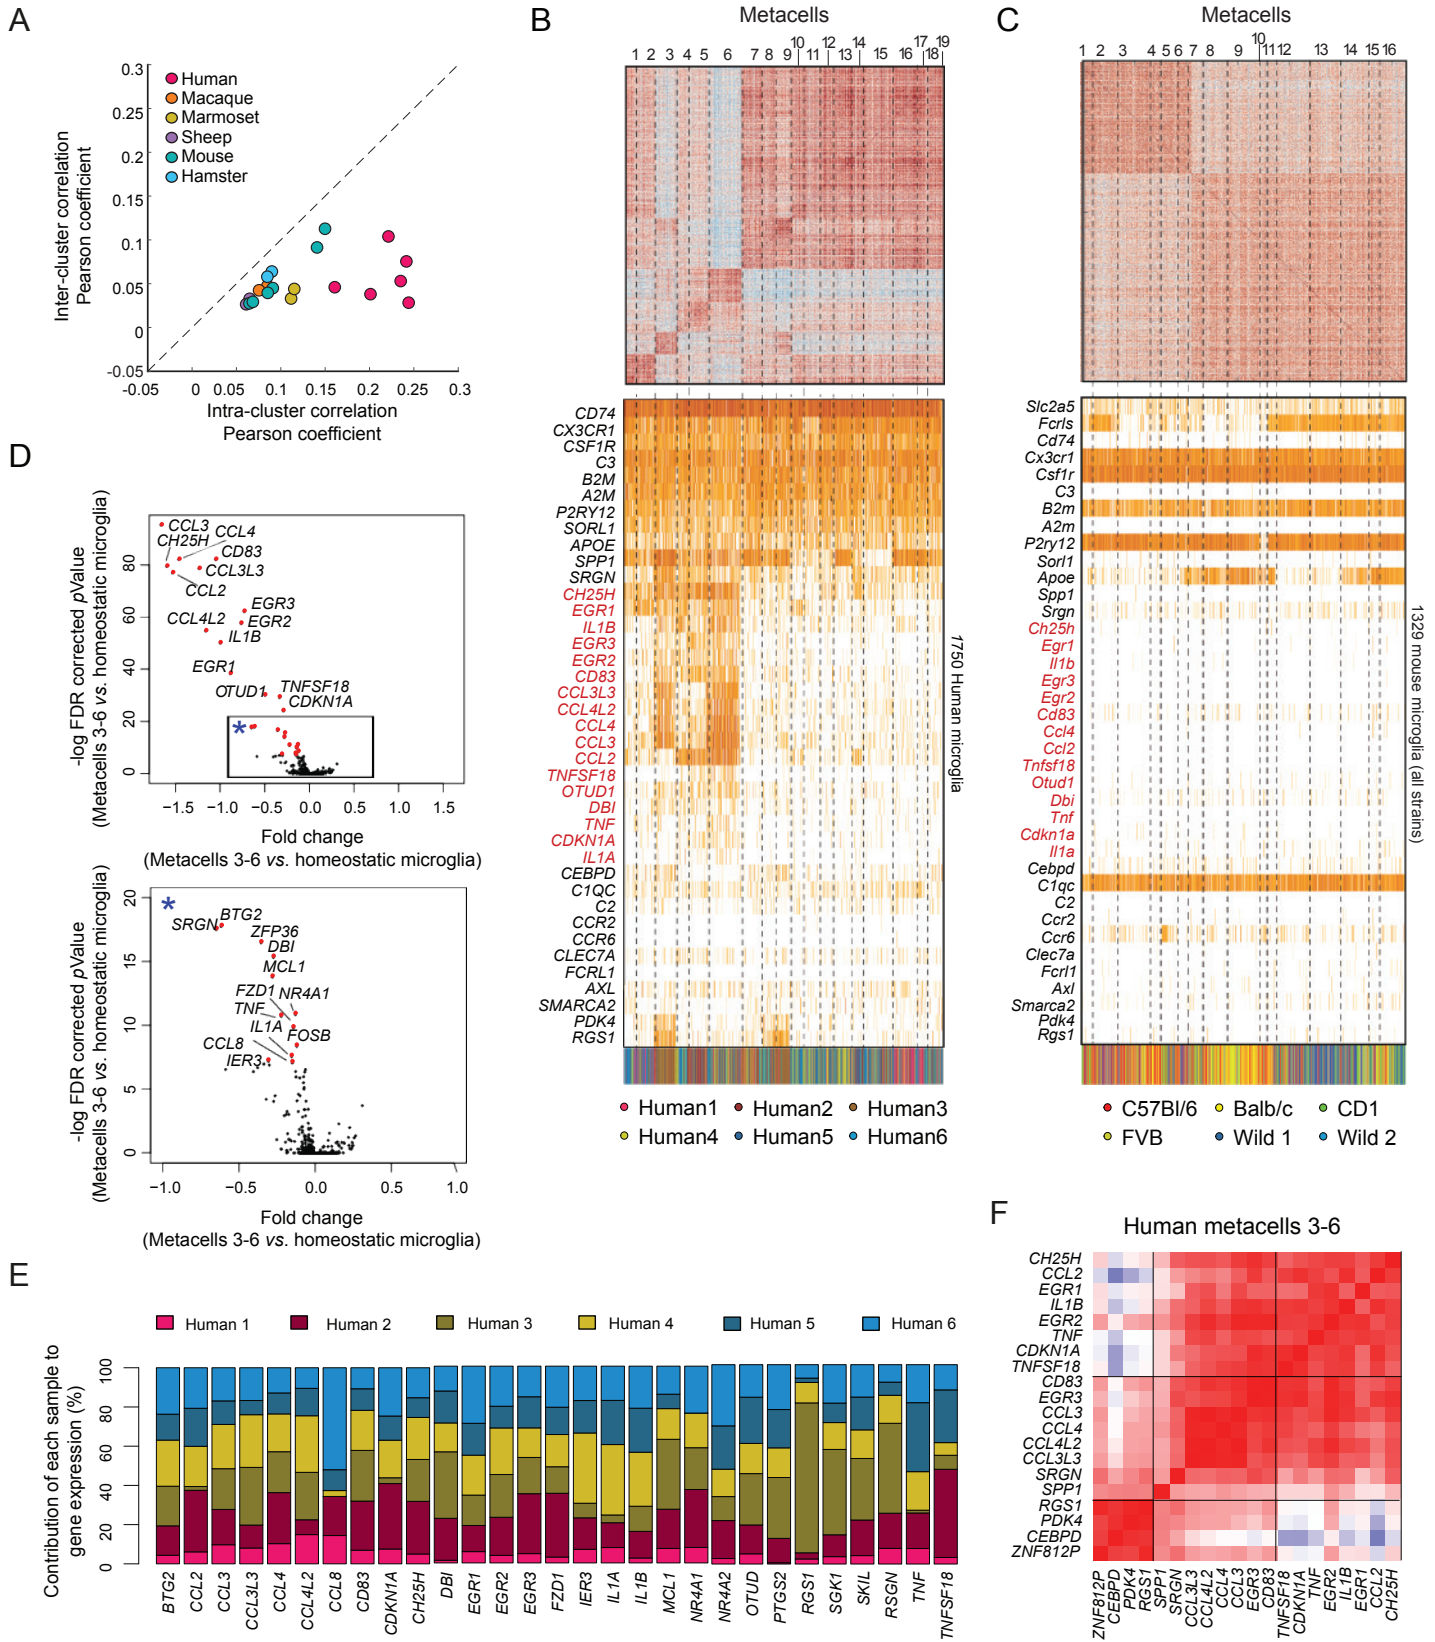 A
0.3
0.25
0.2
0.15
0.1
0.05
0
-0.05
-0.05
0
0.05
0.1
0.15
0.2
0.25
0.3
Human
Macaque
Marmoset
Sheep
Mouse
Hamster
Inter-cluster correlation
Pearson coefficient
Intra-cluster correlation
Pearson coefficient
B
Metacells
1 2 3 4 5 6 7 8 9 10 11 12 13 14 15 16 17 18 19
CD74
CX3CR1
CSF1R
C3
B2M
A2M
P2RY12
SORL1
APOE
SPP1
SRGN
CH25H
EGR1
IL1B
EGR3
EGR2
CD83
CCL3L3
CCL4L2
CCL4
CCL3
CCL2
TNFSF18
OTUD1
DBI
TNF
CDKN1A
IL1A
CEBPD
C1QC
C2
CCR2
CCR6
CLEC7A
FCRL1
AXL
SMARCA2
PDK4
RGS1
1750 Human microglia
Human1 Human2 Human3
Human4 Human5 Human6
C
Metacells
1 2 3 4 5 6 7 8 9 10 11 12 13 14 15 16
Slc2a5
Fcrls
Cd74
Cx3cr1
Csf1r
C3
B2m
A2m
P2ry12
Sorl1
Apoe
Spp1
Srgn
Ch25h
Egr1
Il1b
Egr3
Egr2
Cd83
Ccl4
Ccl2
Tnfsf18
Otud1
Dbi
Tnf
Cdkn1a
Il1a
Cebpd
C1qc
C2
Ccr2
Ccr6
Clec7a
Fcrl1
Axl
Smarca2
Pdk4
Rgs1
1329 mouse microglia (all strains)
C57Bl/6 Balb/c CD1
FVB Wild 1 Wild 2
D
-log FDR corrected pValue
(Metacells 3-6 vs. homeostatic microglia)
80
60
40
20
0
CCL3
CH25H
CCL4
CD83
CCL3L3
CCL2
EGR3
CCL4L2
EGR2
IL1B
EGR1
OTUD1
TNFSF18
CDKN1A
*
−1.5 −1.0 −0.5 0.0 0.5 1.0 1.5
Fold change
(Metacells 3-6 vs. homeostatic microglia)
-log FDR corrected pValue
(Metacells 3-6 vs. homeostatic microglia)
20
15
10
5
0
*
BTG2
SRGN
ZFP36
DBI
MCL1
FZD1
NR4A1
TNF
IL1A
FOSB
CCL8
IER3
−1.0 −0.5 0.0 0.5 1.0
Fold change
(Metacells 3-6 vs. homeostatic microglia)
E
Human 1 Human 2 Human 3 Human 4 Human 5 Human 6
Contribution of each sample to
gene expression (%)
100
80
60
40
20
0
BTG2
CCL2
CCL3
CCL3L3
CCL4
CCL4L2
CCL8
CD83
CDKN1A
CH25H
DBI
EGR1
EGR2
EGR3
FZD1
IER3
IL1A
IL1B
MCL1
NR4A1
NR4A2
OTUD
PTGS2
RGS1
SGK1
SKIL
RSGN
TNF
TNFSF18
F
Human metacells 3-6
CH25H
CCL2
EGR1
IL1B
EGR2
TNF
CDKN1A
TNFSF18
CD83
EGR3
CCL3
CCL4
CCL4L2
CCL3L3
SRGN
SPP1
RGS1
PDK4
CEBPD
ZNF812P
ZNF812P
CEBPD
PDK4
RGS1
SPP1
SRGN
CCL3L3
CCL4L2
CCL4
CCL3
EGR3
CD83
TNFSF18
CDKN1A
TNF
EGR2
IL1B
EGR1
CCL2
CH25H